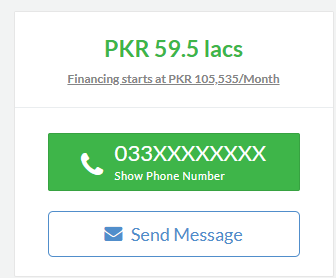 PKR 59.5 lacs
Financing starts at PKR 105,535/Month
033XXXXXXXX
Show Phone Number
Send Message